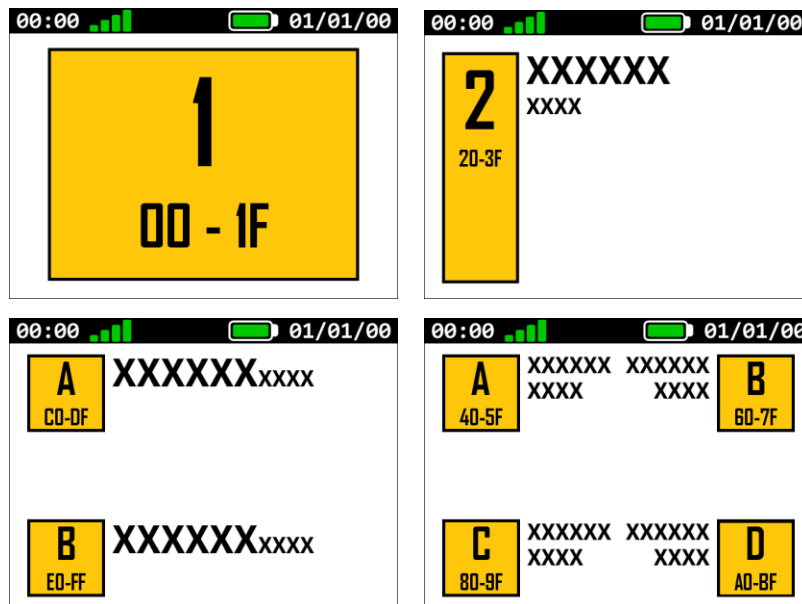 00:00 01/01/00
1
00 - 1F
00:00 01/01/00
2
20-3F
XXXXXX
XXXX
00:00 01/01/00
A
C0-DF
XXXXXXxxxx
B
E0-FF
XXXXXXxxxx
00:00 01/01/00
A
40-5F
XXXXXX
XXXX
XXXXXX
XXXX
B
60-7F
C
80-9F
XXXXXX
XXXX
XXXXXX
XXXX
D
A0-BF